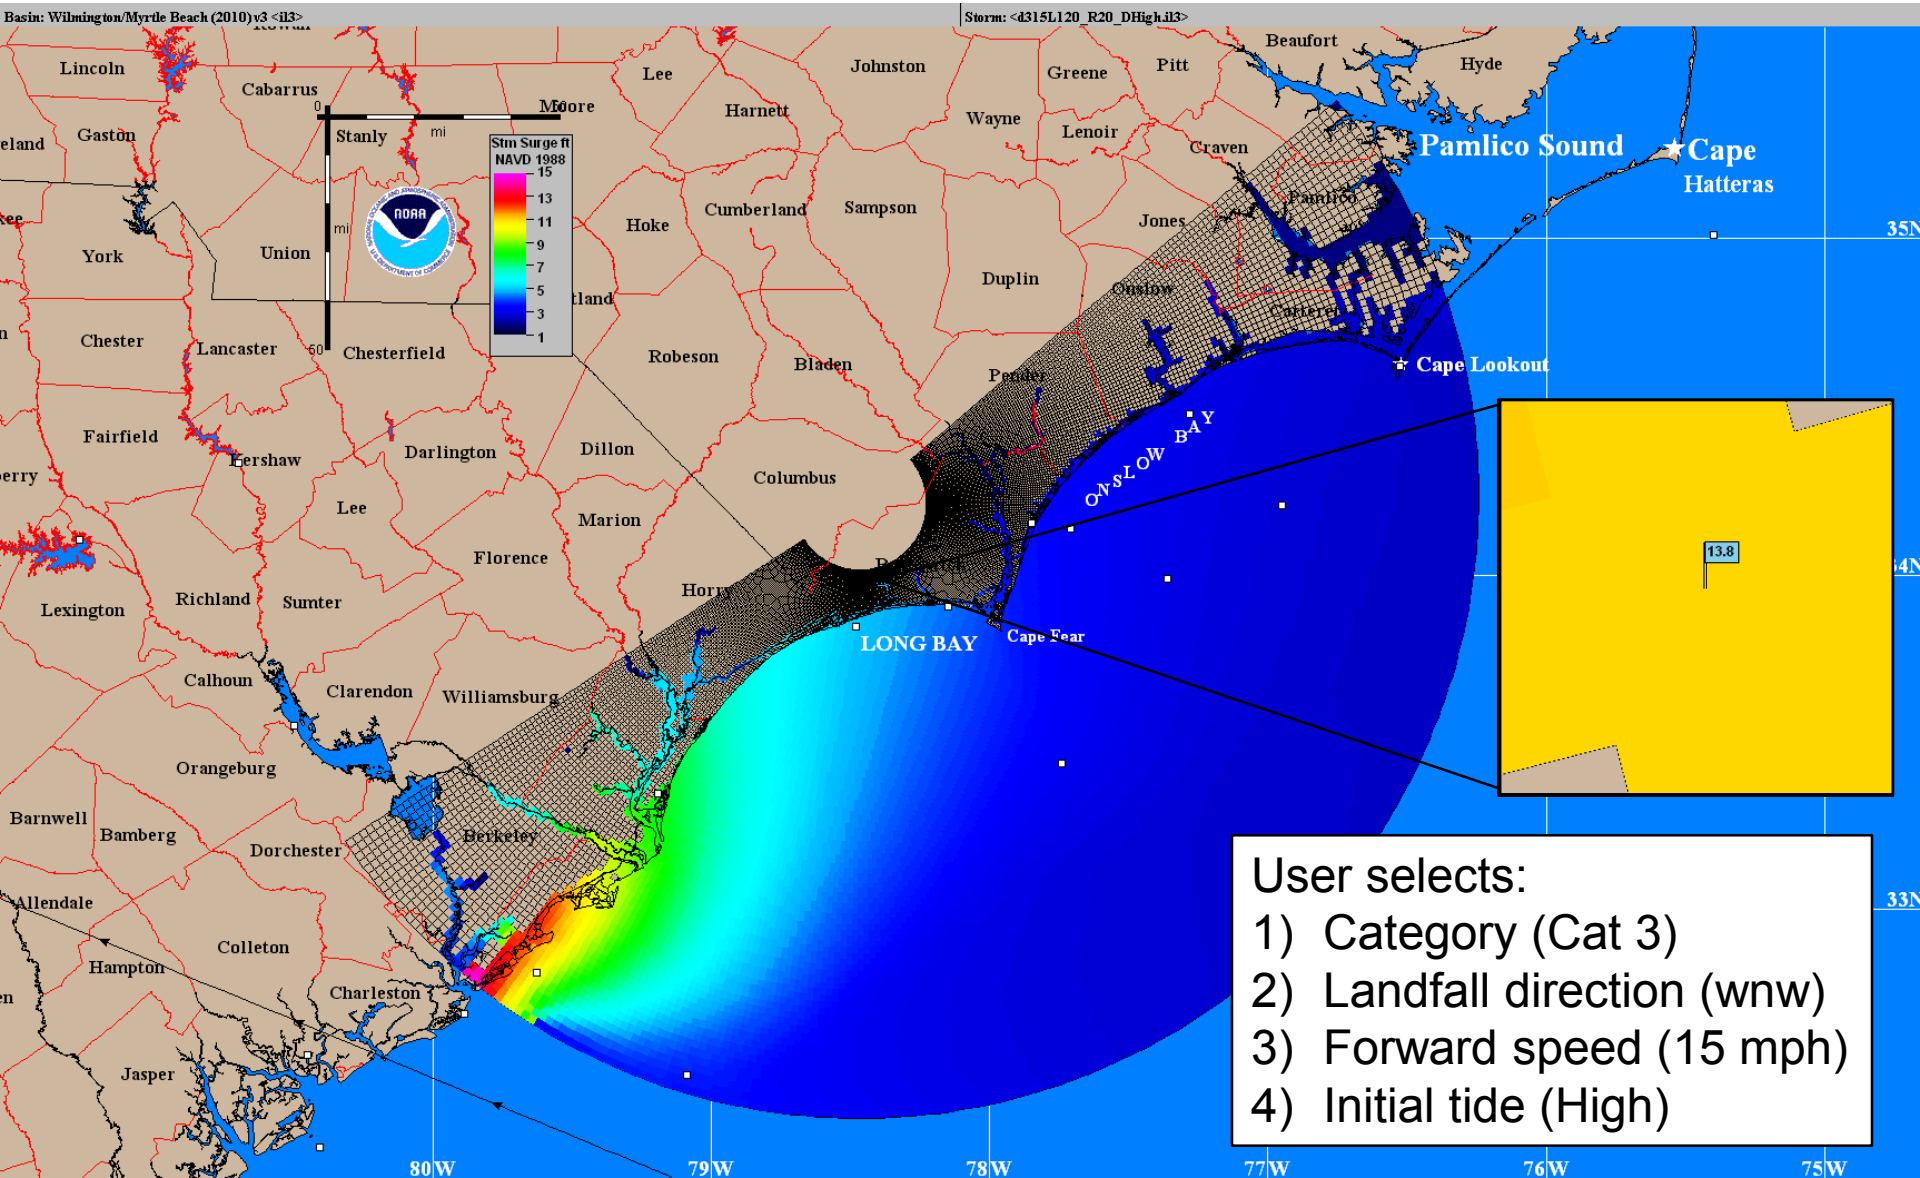 Basin: Wilmington/Myrtle Beach (2010) v3 <il3>
Storm: <d315L120_R20_DHigh.il3>
Beaufort
Hyde
Lincoln
Cabarrus
Lee
Johnston
Greene
Pitt
Moore
Harnett
Wayne
Lenoir
Gaston
Stanly
mi
0
Stm Surge ft
NAVD 1988
15
13
11
9
7
5
3
1
mi
50
NOAA
Craven
Pamlico Sound
Cape
Hatteras
Pamlico
Cumberland
Sampson
Hoke
Jones
35N
York
Union
Duplin
Onslow
Carteret
Chester
Lancaster
Chesterfield
Robeson
Bladen
Pender
Cape Lookout
ONSLOW BAY
Fairfield
Kershaw
Darlington
Dillon
Columbus
Lee
Marion
Florence
13.8
34N
Horry
Lexington
Richland
Sumter
LONG BAY
Cape Fear
Calhoun
Clarendon
Williamsburg
Orangeburg
Barnwell
Bamberg
Dorchester
Berkeley
Allendale
Colleton
Hampton
Charleston
Jasper
33N
User selects:
1) Category (Cat 3)
2) Landfall direction (wnw)
3) Forward speed (15 mph)
4) Initial tide (High)
80W
79W
78W
77W
76W
75W